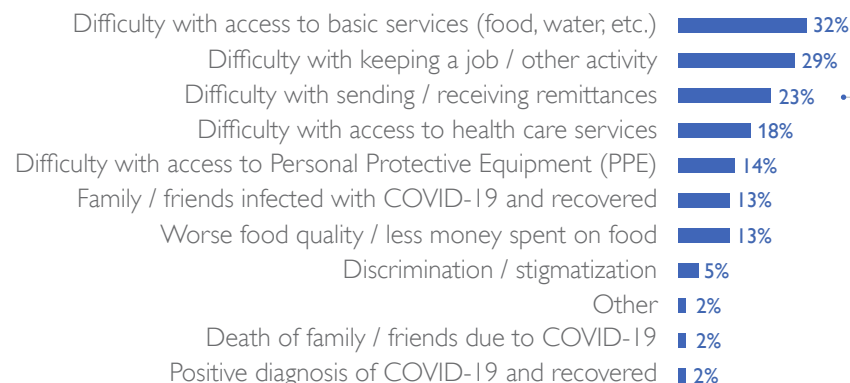 Difficulty with access to basic services (food, water, etc.) 32%
Difficulty with keeping a job / other activity 29%
Difficulty with sending / receiving remittances 23%
Difficulty with access to health care services 18%
Difficulty with access to Personal Protective Equipment (PPE) 14%
Family / friends infected with COVID-19 and recovered 13%
Worse food quality / less money spent on food 13%
Discrimination / stigmatization 5%
Other 2%
Death of family / friends due to COVID-19 2%
Positive diagnosis of COVID-19 and recovered 2%